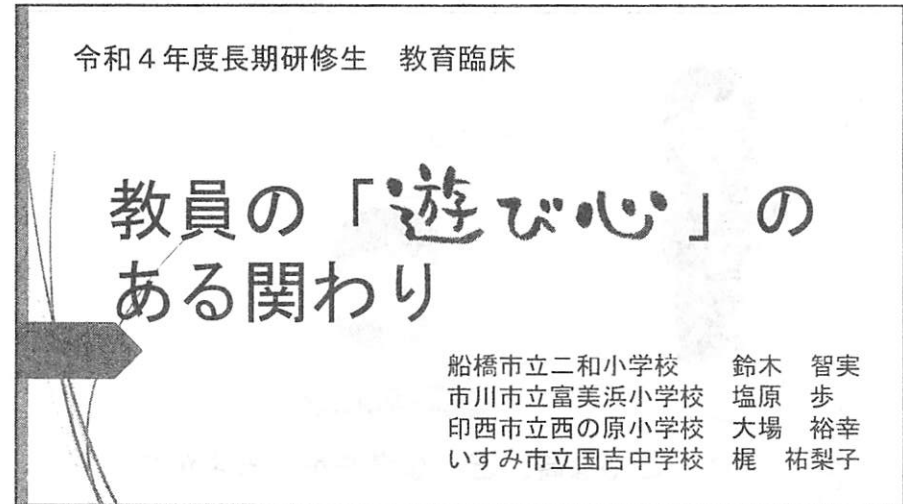 令和4年度長期研修生　教育臨床
教員の「遊び心」の
ある関わり
船橋市立二和小学校　鈴木　智実
市川市立富美浜小学校　塩原　歩
印西市立西の原小学校　大場　裕幸
いすみ市立国吉中学校　梶　祐梨子